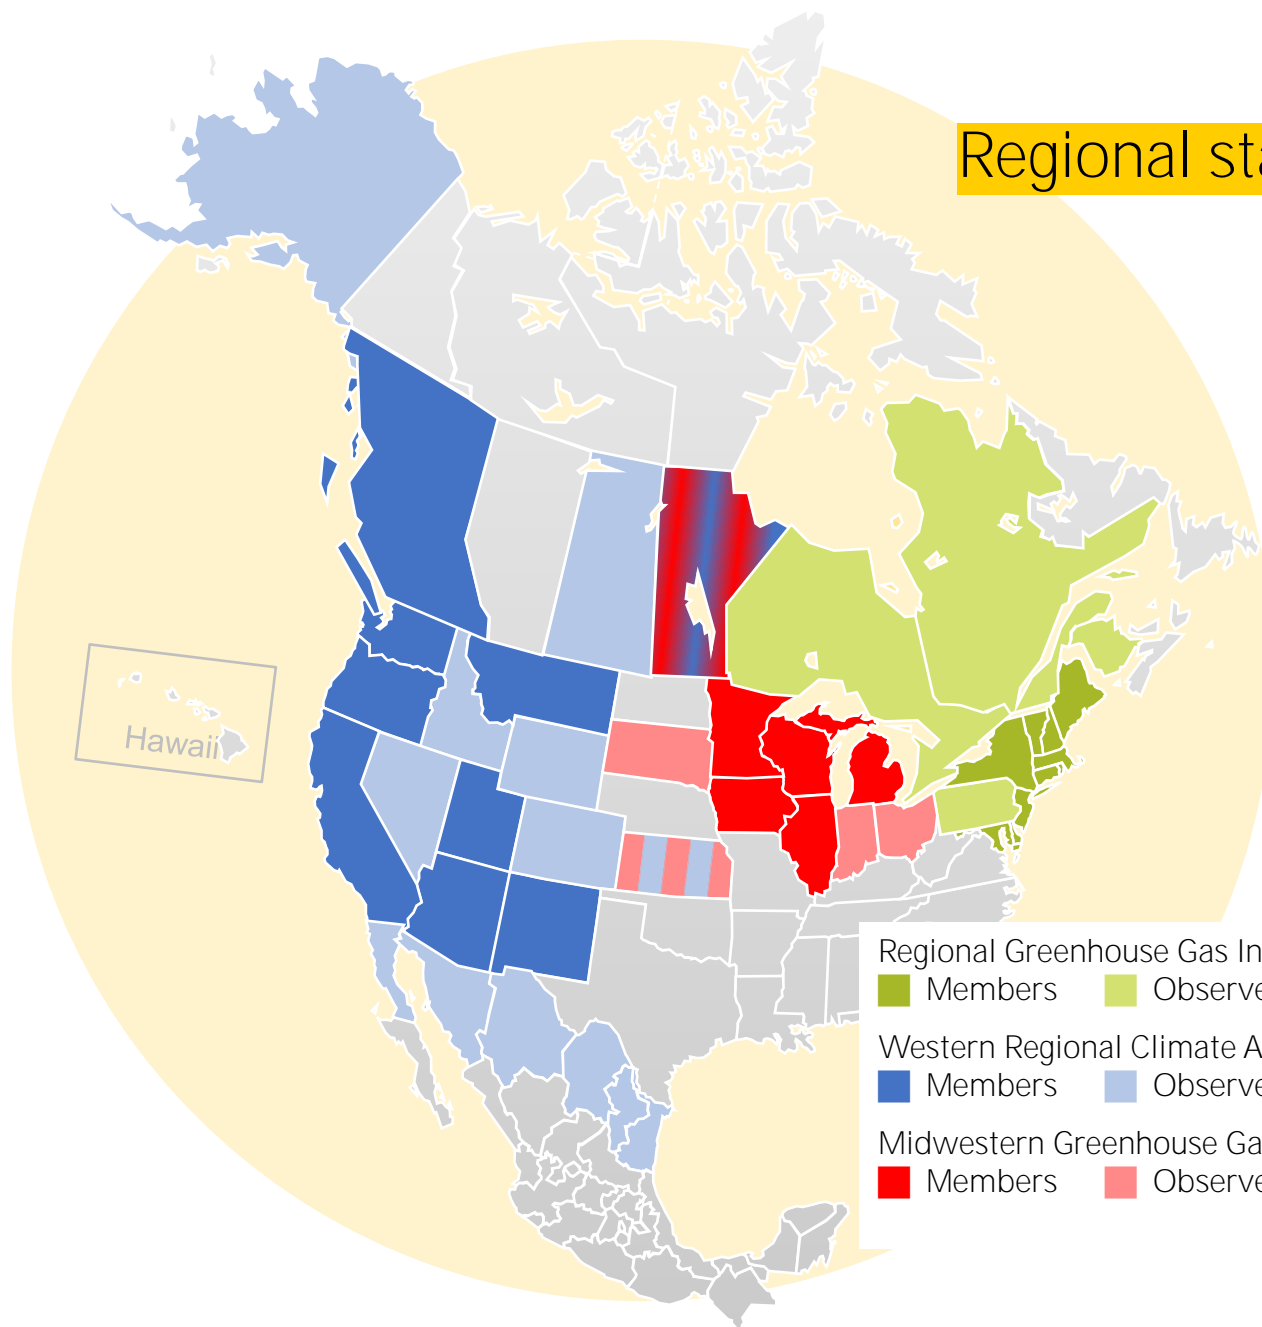 Regional sta
Hawaii
Regional Greenhouse Gas In
Members Observe
Western Regional Climate A
Members Observe
Midwestern Greenhouse Ga
Members Observe